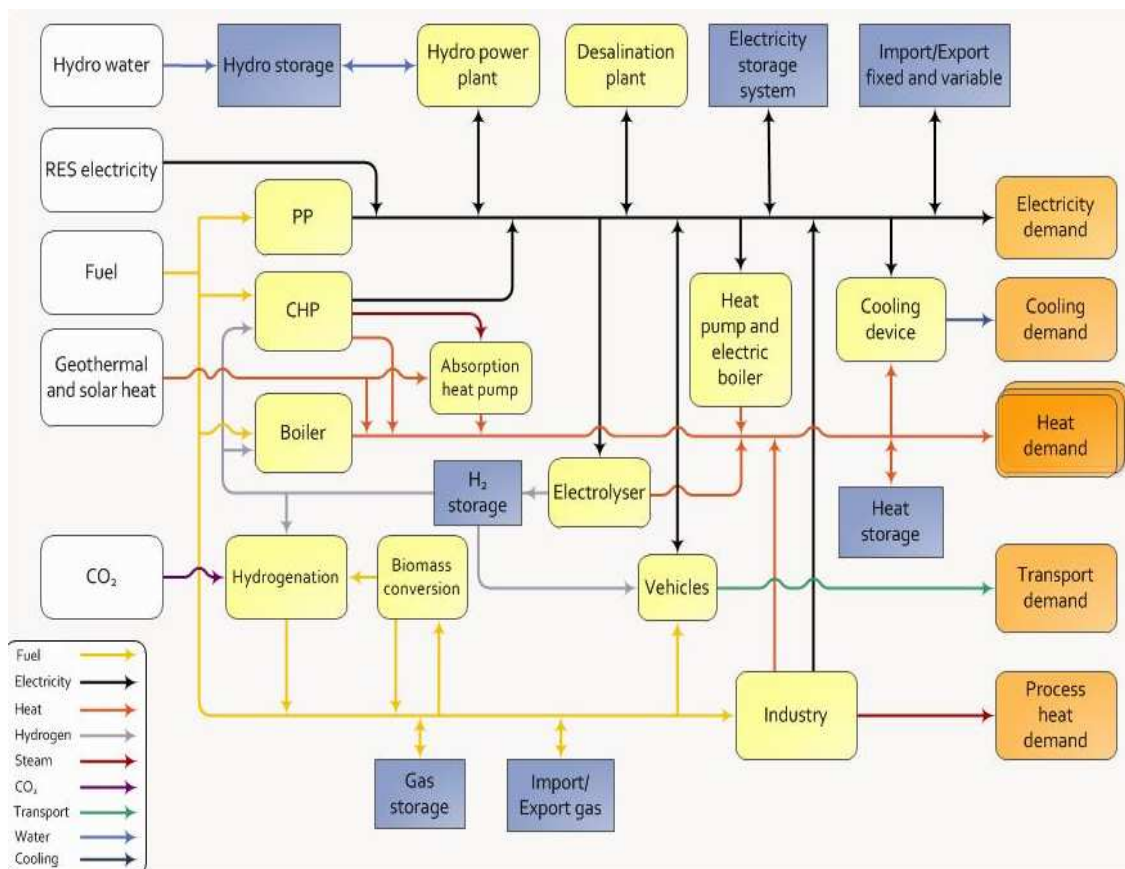 Hydro water
Hydro storage
Hydro power
plant
Desalination
plant
Electricity
storage
system
Import/Export
fixed and variable
RES electricity
PP
Electricity
demand
Fuel
CHP
Heat
pump and
electric
boiler
Cooling
device
Cooling
demand
Geothermal
and solar heat
Absorption
heat pump
Boiler
Heat
demand
H₂
storage
Electrolyser
Heat
storage
CO₂
Hydrogenation
Biomass
conversion
Vehicles
Transport
demand
Industry
Process
heat
demand
Gas
storage
Import/
Export gas
Fuel
Electricity
Heat
Hydrogen
Steam
CO₂
Transport
Water
Cooling